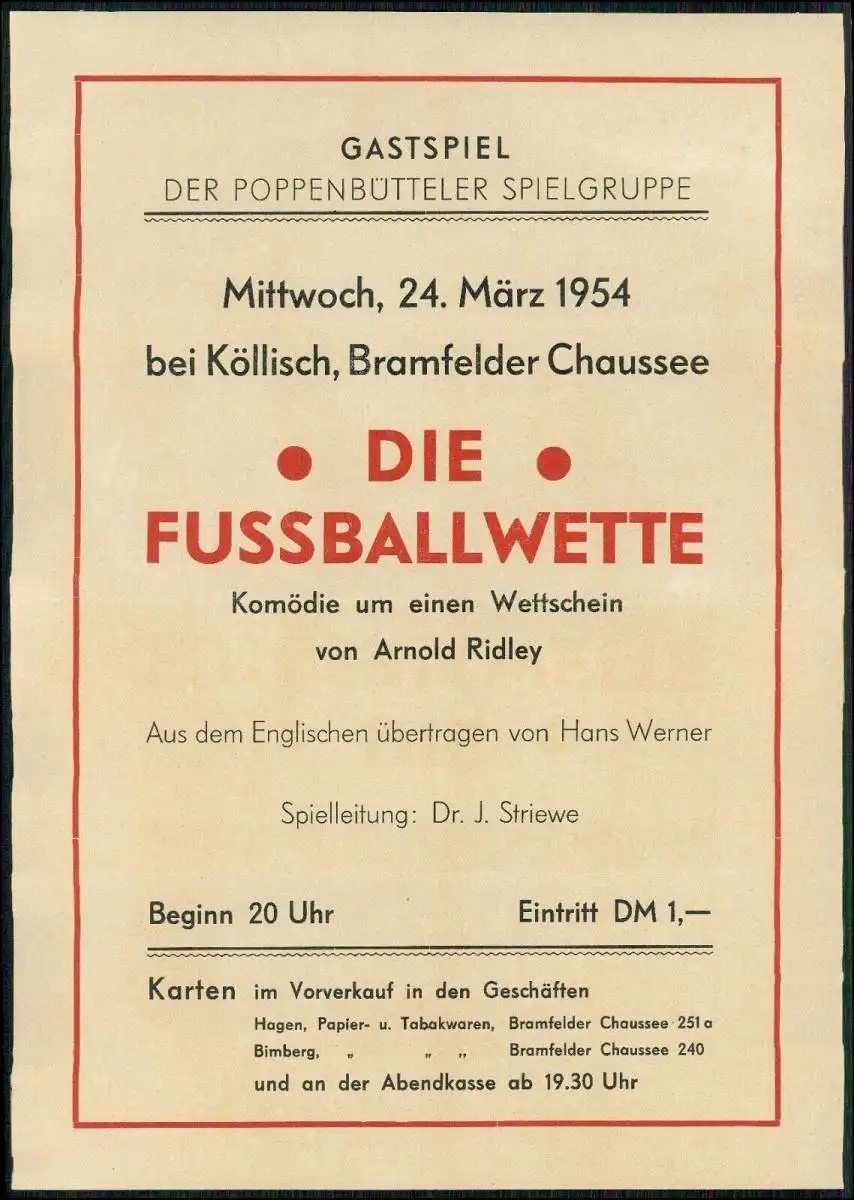 GASTSPIEL
DER POPPENBÜTTELER SPIELGRUPPE
Mittwoch, 24. März 1954
bei Köllisch, Bramfelder Chaussee
• DIE •
FUSSBALLWETTE
Komödie um einen Wettschein
von Arnold Ridley
Aus dem Englischen übertragen von Hans Werner
Spielleitung: Dr. J. Striewe
Beginn 20 Uhr Eintritt DM 1,—
Karten im Vorverkauf in den Geschäften
Hagen, Papier- u. Tabakwaren, Bramfelder Chaussee 251a
Bimberg, „ „ „ Bramfelder Chaussee 240
und an der Abendkasse ab 19.30 Uhr